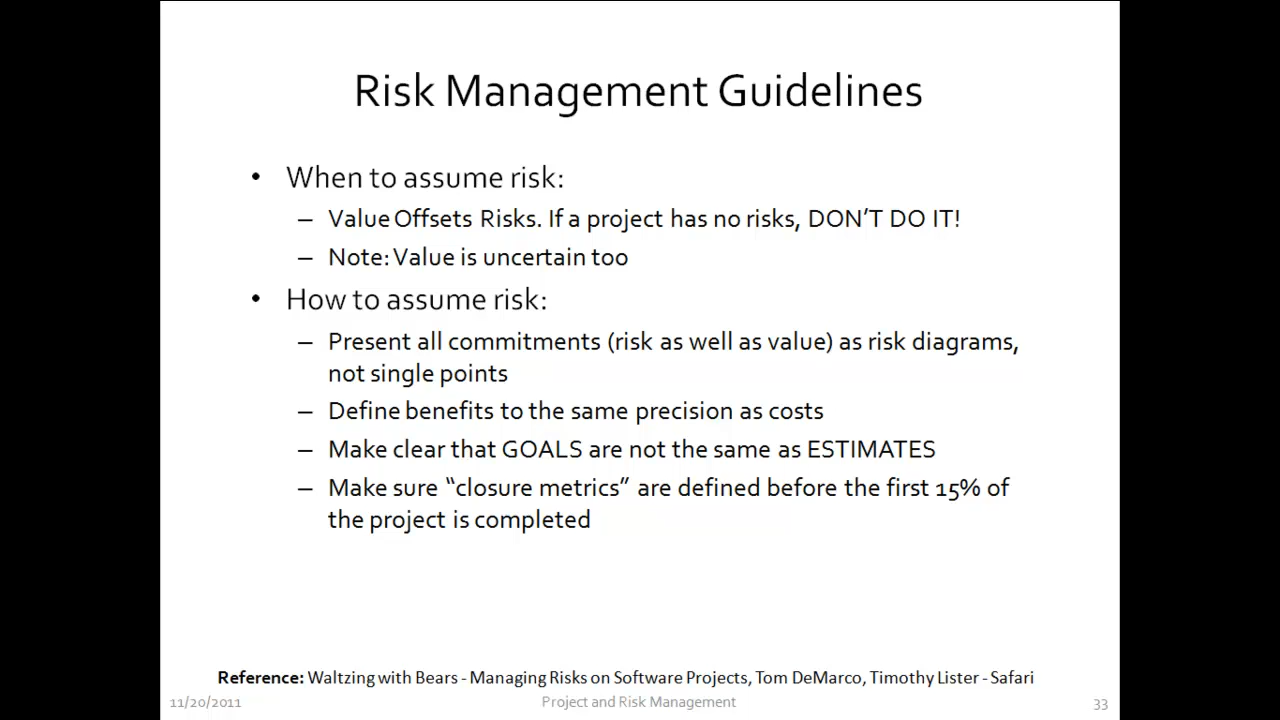 Risk Management Guidelines
• When to assume risk:
– Value Offsets Risks. If a project has no risks, DON’T DO IT!
– Note: Value is uncertain too
• How to assume risk:
– Present all commitments (risk as well as value) as risk diagrams,
not single points
– Define benefits to the same precision as costs
– Make clear that GOALS are not the same as ESTIMATES
– Make sure “closure metrics” are defined before the first 15% of
the project is completed
Reference: Waltzing with Bears - Managing Risks on Software Projects, Tom DeMarco, Timothy Lister - Safari
11/20/2011 Project and Risk Management 33